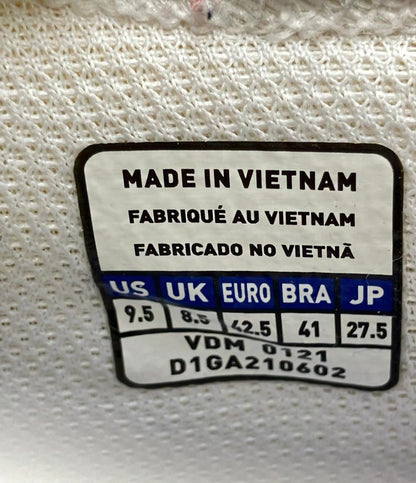 MADE IN VIETNAM
FABRIQUÉ AU VIETNAM
FABRICADO NO VIETNÃ
US UK EURO BRA JP
9.5 8.5 42.5 41 27.5
VDM 0121
D1GA210602